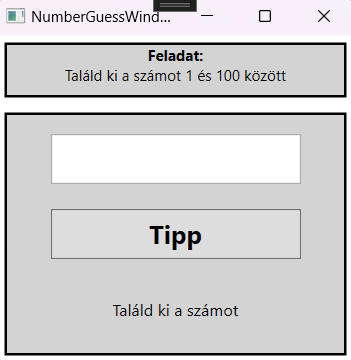 NumberGuessWind...
Feladat:
Találd ki a számot 1 és 100 között
Tipp
Találd ki a számot